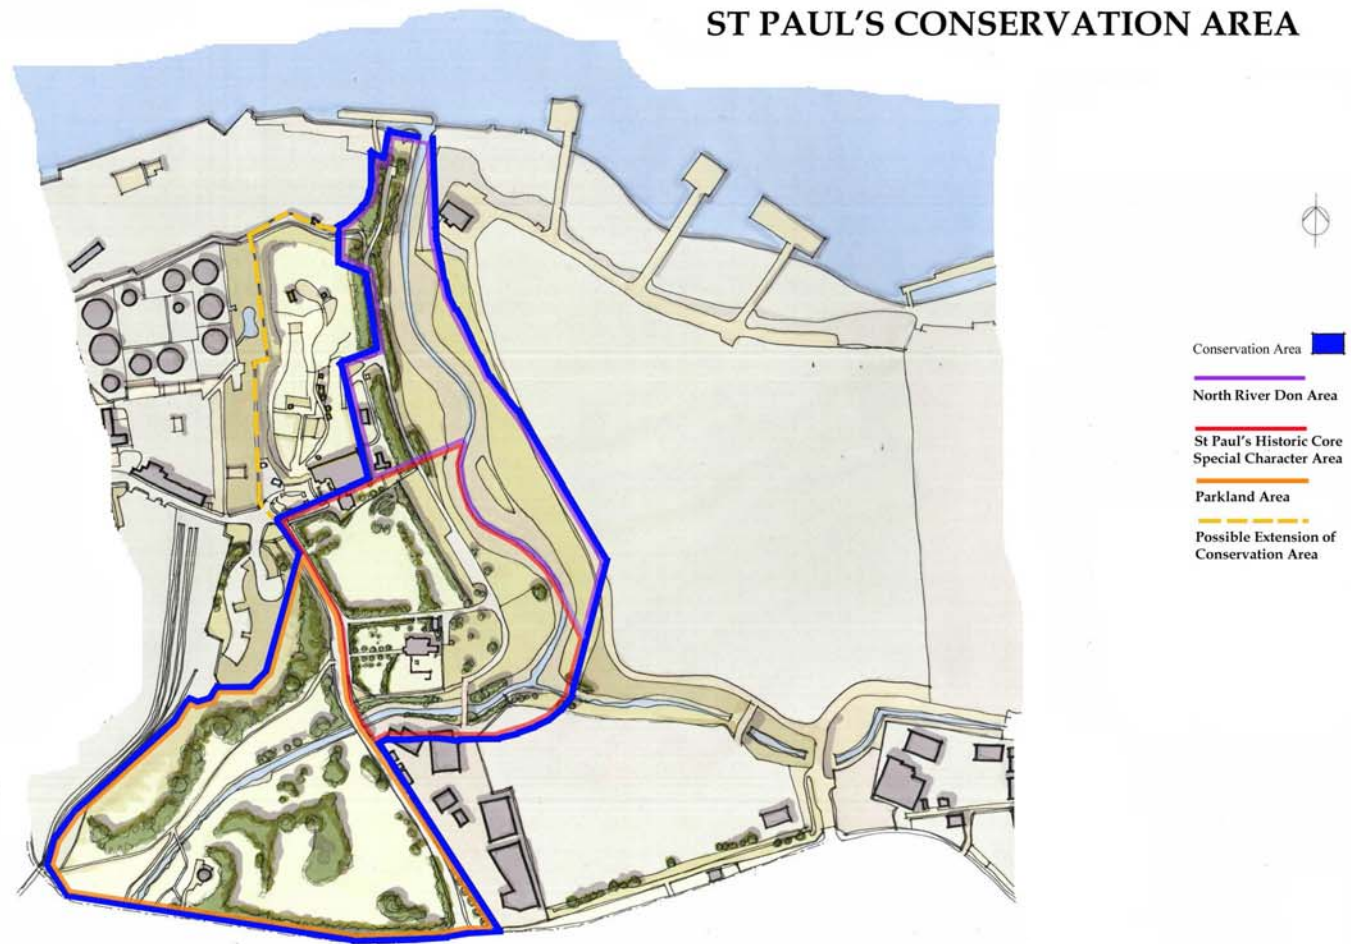 ST PAUL'S CONSERVATION AREA
Conservation Area
North River Don Area
St Paul's Historic Core
Special Character Area
Parkland Area
Possible Extension of
Conservation Area